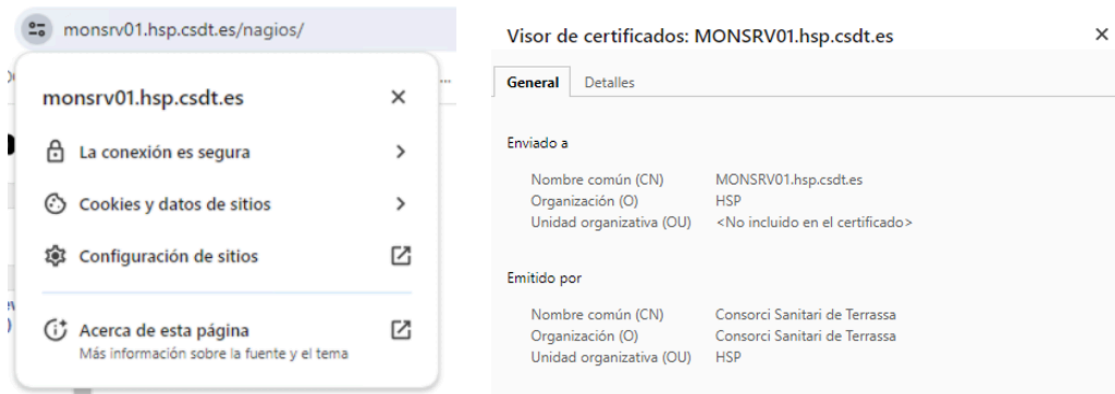 monsrv01.hsp.csdt.es/nagios/
monsrv01.hsp.csdt.es
La conexión es segura
Cookies y datos de sitios
Configuración de sitios
Acerca de esta página
Más información sobre la fuente y el tema
Visor de certificados: MONSRV01.hsp.csdt.es
General Detalles
Enviado a
Nombre común (CN) MONSRV01.hsp.csdt.es
Organización (O) HSP
Unidad organizativa (OU) <No incluido en el certificado>
Emitido por
Nombre común (CN) Consorci Sanitari de Terrassa
Organización (O) Consorci Sanitari de Terrassa
Unidad organizativa (OU) HSP